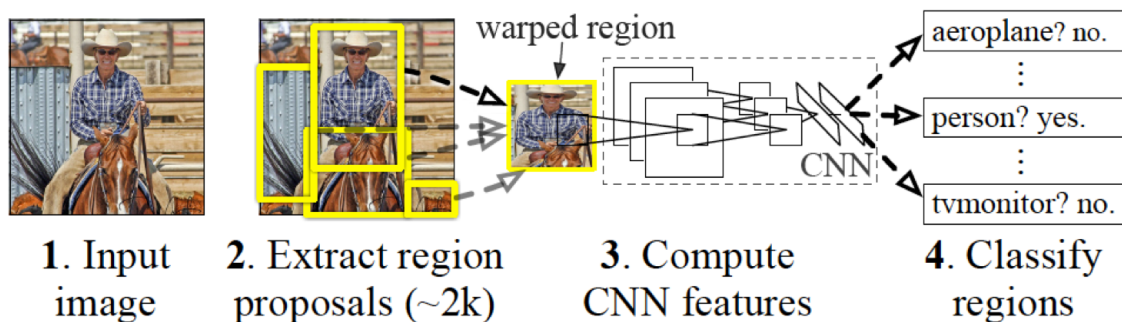 warped region
aeroplane? no.
⋮
person? yes.
⋮
tvmonitor? no.
CNN
1. Input
image
2. Extract region
proposals (~2k)
3. Compute
CNN features
4. Classify
regions